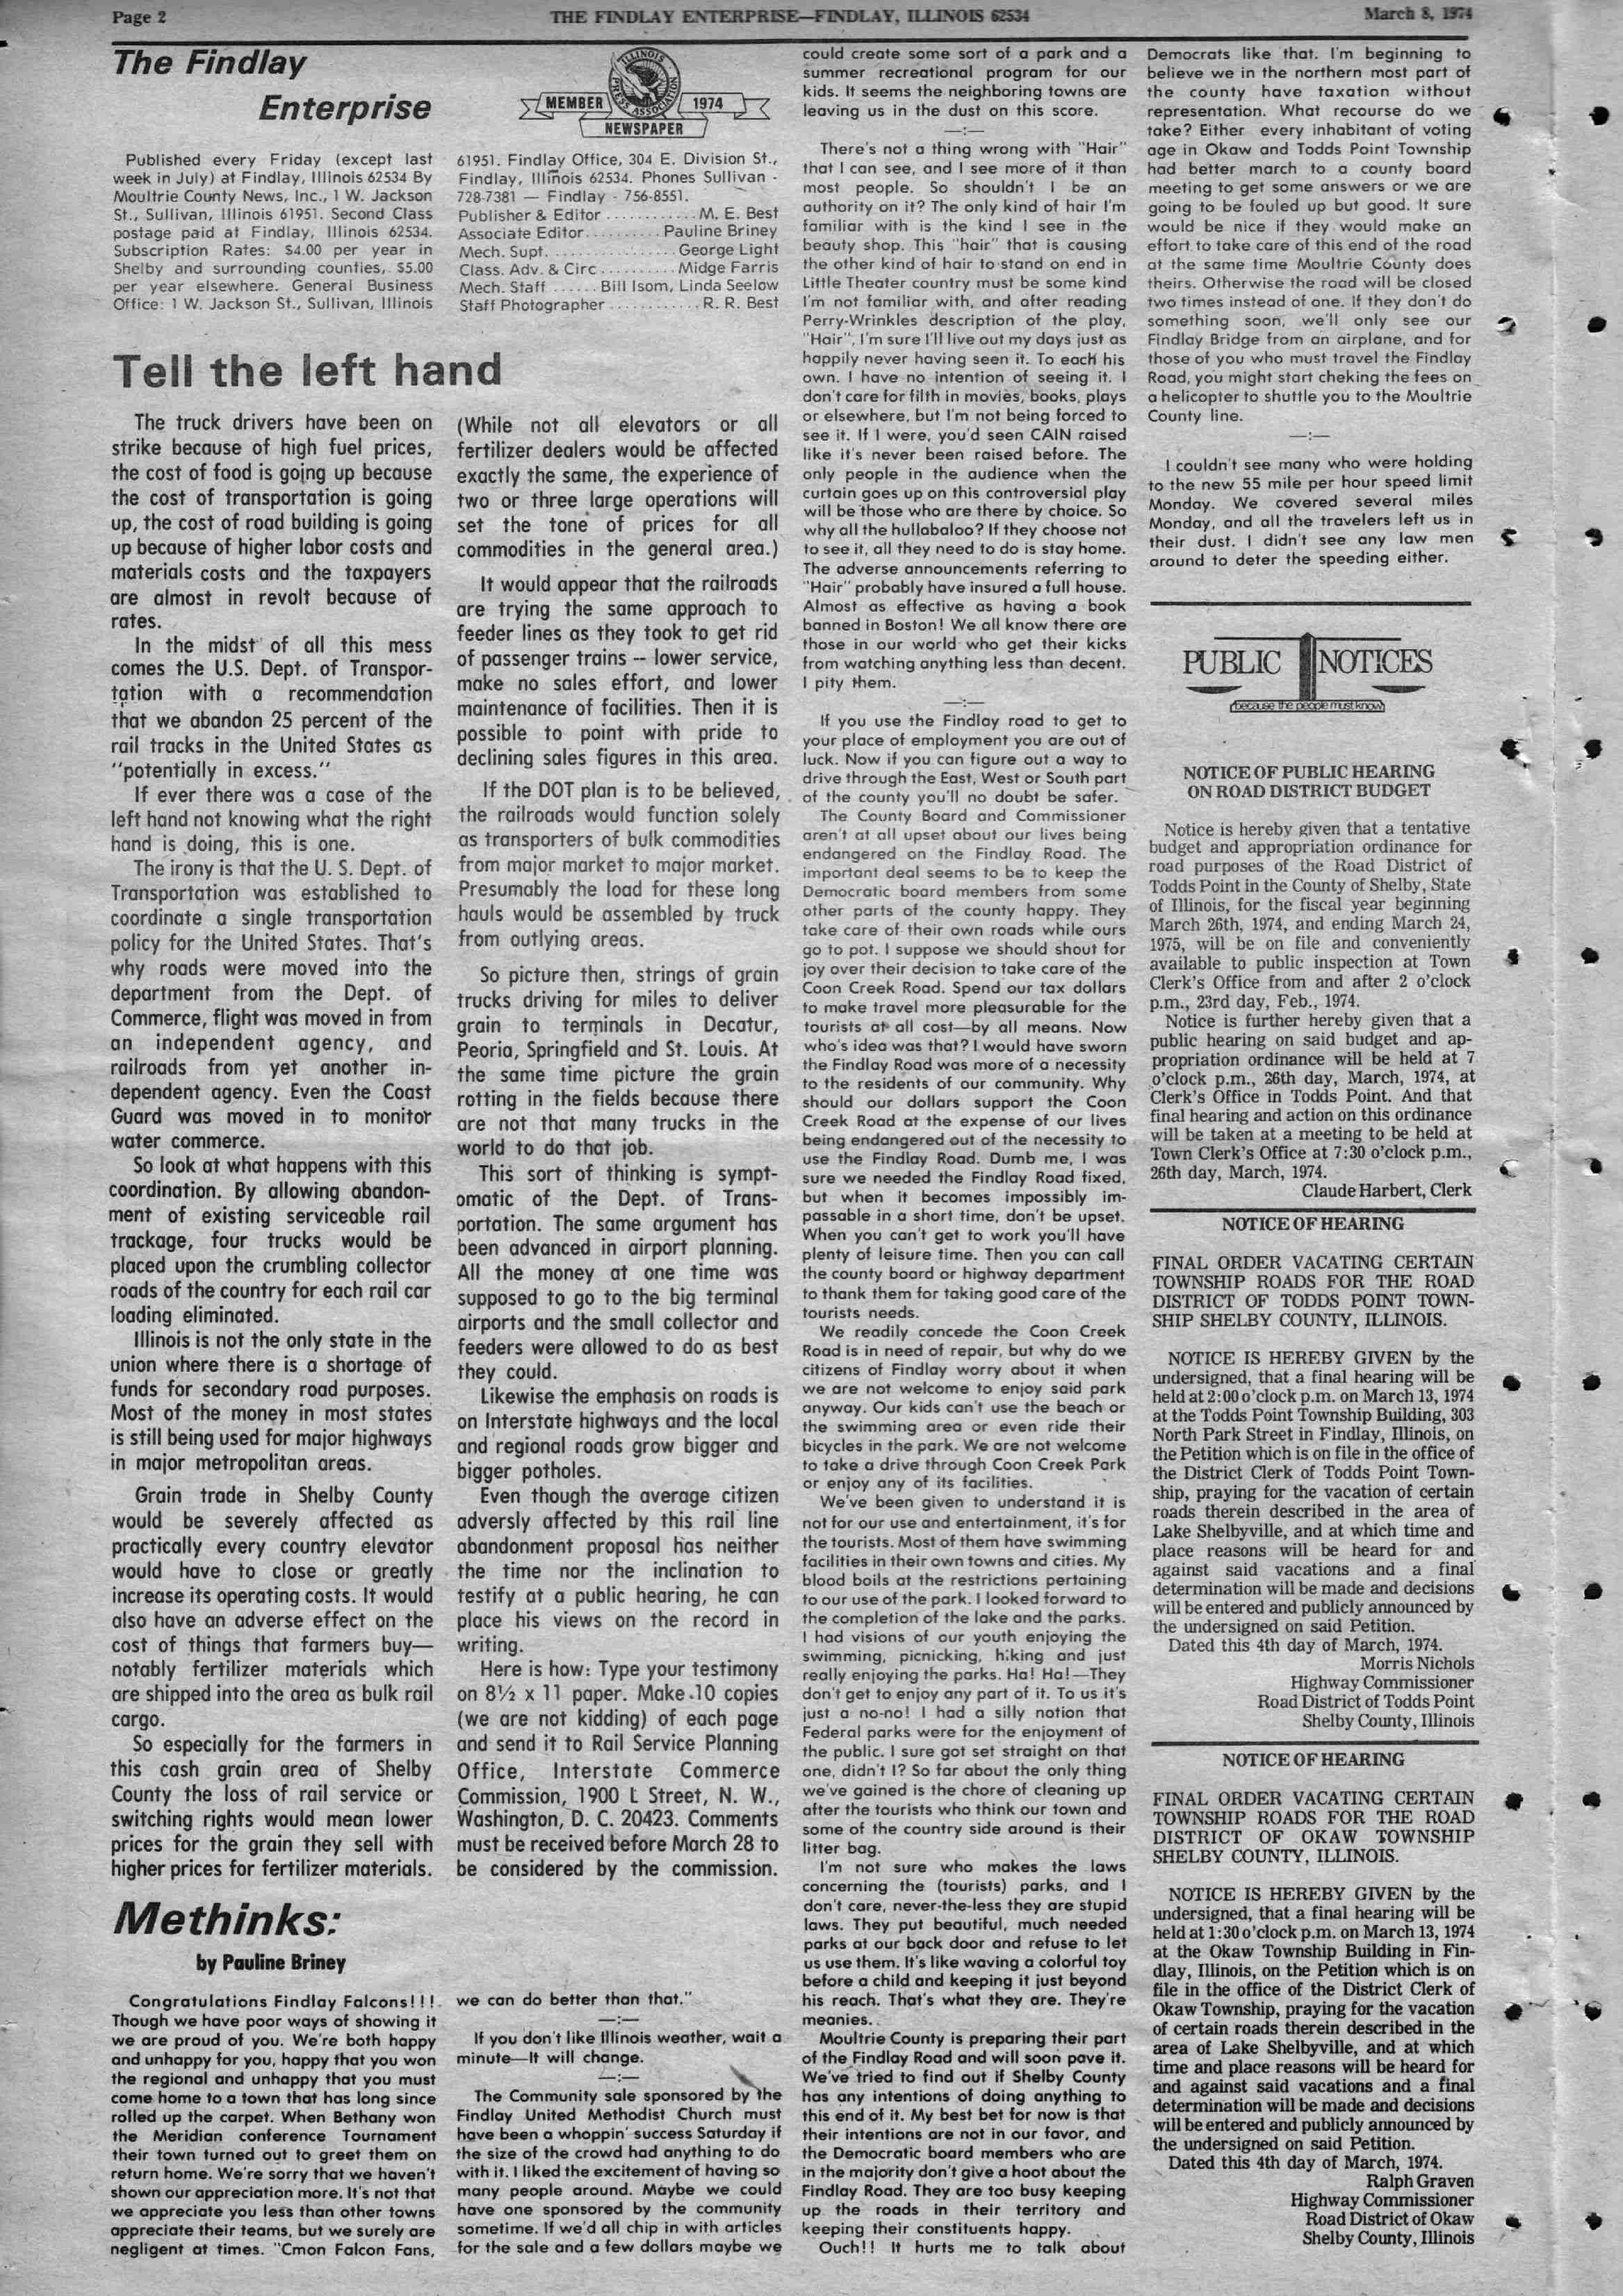 Page 2
THE FINDLAY ENTERPRISE—FINDLAY, ILLINOIS 62534
March 8, 1974
The Findlay
Enterprise
ILLINOIS
PRESS ASSOCIATION
MEMBER
1974
NEWSPAPER
Published every Friday (except last
week in July) at Findlay, Illinois 62534 By
Moultrie County News, Inc., 1 W. Jackson
St., Sullivan, Illinois 61951. Second Class
postage paid at Findlay, Illinois 62534.
Subscription Rates: $4.00 per year in
Shelby and surrounding counties, $5.00
per year elsewhere. General Business
Office: 1 W. Jackson St., Sullivan, Illinois
61951. Findlay Office, 304 E. Division St.,
Findlay, Illinois 62534. Phones Sullivan -
728-7381 — Findlay - 756-8551.
Publisher & Editor ............ M. E. Best
Associate Editor .......... Pauline Briney
Mech. Supt. ................ George Light
Class. Adv. & Circ .......... Midge Farris
Mech. Staff ...... Bill Isom, Linda Seelow
Staff Photographer ............ R. R. Best
Tell the left hand
The truck drivers have been on
strike because of high fuel prices,
the cost of food is going up because
the cost of transportation is going
up, the cost of road building is going
up because of higher labor costs and
materials costs and the taxpayers
are almost in revolt because of
rates.
In the midst of all this mess
comes the U.S. Dept. of Transpor-
tation with a recommendation
that we abandon 25 percent of the
rail tracks in the United States as
"potentially in excess."
If ever there was a case of the
left hand not knowing what the right
hand is doing, this is one.
The irony is that the U. S. Dept. of
Transportation was established to
coordinate a single transportation
policy for the United States. That's
why roads were moved into the
department from the Dept. of
Commerce, flight was moved in from
an independent agency, and
railroads from yet another in-
dependent agency. Even the Coast
Guard was moved in to monitor
water commerce.
So look at what happens with this
coordination. By allowing abandon-
ment of existing serviceable rail
trackage, four trucks would be
placed upon the crumbling collector
roads of the country for each rail car
loading eliminated.
Illinois is not the only state in the
union where there is a shortage of
funds for secondary road purposes.
Most of the money in most states
is still being used for major highways
in major metropolitan areas.
Grain trade in Shelby County
would be severely affected as
practically every country elevator
would have to close or greatly
increase its operating costs. It would
also have an adverse effect on the
cost of things that farmers buy—
notably fertilizer materials which
are shipped into the area as bulk rail
cargo.
So especially for the farmers in
this cash grain area of Shelby
County the loss of rail service or
switching rights would mean lower
prices for the grain they sell with
higher prices for fertilizer materials.
(While not all elevators or all
fertilizer dealers would be affected
exactly the same, the experience of
two or three large operations will
set the tone of prices for all
commodities in the general area.)
It would appear that the railroads
are trying the same approach to
feeder lines as they took to get rid
of passenger trains -- lower service,
make no sales effort, and lower
maintenance of facilities. Then it is
possible to point with pride to
declining sales figures in this area.
If the DOT plan is to be believed,
the railroads would function solely
as transporters of bulk commodities
from major market to major market.
Presumably the load for these long
hauls would be assembled by truck
from outlying areas.
So picture then, strings of grain
trucks driving for miles to deliver
grain to terminals in Decatur,
Peoria, Springfield and St. Louis. At
the same time picture the grain
rotting in the fields because there
are not that many trucks in the
world to do that job.
This sort of thinking is sympt-
omatic of the Dept. of Trans-
portation. The same argument has
been advanced in airport planning.
All the money at one time was
supposed to go to the big terminal
airports and the small collector and
feeders were allowed to do as best
they could.
Likewise the emphasis on roads is
on Interstate highways and the local
and regional roads grow bigger and
bigger potholes.
Even though the average citizen
adversly affected by this rail line
abandonment proposal has neither
the time nor the inclination to
testify at a public hearing, he can
place his views on the record in
writing.
Here is how: Type your testimony
on 8½ x 11 paper. Make 10 copies
(we are not kidding) of each page
and send it to Rail Service Planning
Office, Interstate Commerce
Commission, 1900 L Street, N. W.,
Washington, D. C. 20423. Comments
must be received before March 28 to
be considered by the commission.
Methinks:
by Pauline Briney
Congratulations Findlay Falcons!!!
Though we have poor ways of showing it
we are proud of you. We're both happy
and unhappy for you, happy that you won
the regional and unhappy that you must
come home to a town that has long since
rolled up the carpet. When Bethany won
the Meridian conference Tournament
their town turned out to greet them on
return home. We're sorry that we haven't
shown our appreciation more. It's not that
we appreciate you less than other towns
appreciate their teams, but we surely are
negligent at times. "Cmon Falcon Fans,
we can do better than that."
—:—
If you don't like Illinois weather, wait a
minute—It will change.
—:—
The Community sale sponsored by the
Findlay United Methodist Church must
have been a whoppin' success Saturday if
the size of the crowd had anything to do
with it. I liked the excitement of having so
many people around. Maybe we could
have one sponsored by the community
sometime. If we'd all chip in with articles
for the sale and a few dollars maybe we
could create some sort of a park and a
summer recreational program for our
kids. It seems the neighboring towns are
leaving us in the dust on this score.
—:—
There's not a thing wrong with "Hair"
that I can see, and I see more of it than
most people. So shouldn't I be an
authority on it? The only kind of hair I'm
familiar with is the kind I see in the
beauty shop. This "hair" that is causing
the other kind of hair to stand on end in
Little Theater country must be some kind
I'm not familiar with, and after reading
Perry-Wrinkles description of the play,
"Hair", I'm sure I'll live out my days just as
happily never having seen it. To each his
own. I have no intention of seeing it. I
don't care for filth in movies, books, plays
or elsewhere, but I'm not being forced to
see it. If I were, you'd seen CAIN raised
like it's never been raised before. The
only people in the audience when the
curtain goes up on this controversial play
will be those who are there by choice. So
why all the hullabaloo? If they choose not
to see it, all they need to do is stay home.
The adverse announcements referring to
"Hair" probably have insured a full house.
Almost as effective as having a book
banned in Boston! We all know there are
those in our world who get their kicks
from watching anything less than decent.
I pity them.
—:—
If you use the Findlay road to get to
your place of employment you are out of
luck. Now if you can figure out a way to
drive through the East, West or South part
of the county you'll no doubt be safer.
The County Board and Commissioner
aren't at all upset about our lives being
endangered on the Findlay Road. The
important deal seems to be to keep the
Democratic board members from some
other parts of the county happy. They
take care of their own roads while ours
go to pot. I suppose we should shout for
joy over their decision to take care of the
Coon Creek Road. Spend our tax dollars
to make travel more pleasurable for the
tourists at all cost—by all means. Now
who's idea was that? I would have sworn
the Findlay Road was more of a necessity
to the residents of our community. Why
should our dollars support the Coon
Creek Road at the expense of our lives
being endangered out of the necessity to
use the Findlay Road. Dumb me, I was
sure we needed the Findlay Road fixed,
but when it becomes impossibly im-
passable in a short time, don't be upset.
When you can't get to work you'll have
plenty of leisure time. Then you can call
the county board or highway department
to thank them for taking good care of the
tourists needs.
We readily concede the Coon Creek
Road is in need of repair, but why do we
citizens of Findlay worry about it when
we are not welcome to enjoy said park
anyway. Our kids can't use the beach or
the swimming area or even ride their
bicycles in the park. We are not welcome
to take a drive through Coon Creek Park
or enjoy any of its facilities.
We've been given to understand it is
not for our use and entertainment, it's for
the tourists. Most of them have swimming
facilities in their own towns and cities. My
blood boils at the restrictions pertaining
to our use of the park. I looked forward to
the completion of the lake and the parks.
I had visions of our youth enjoying the
swimming, picnicking, hiking and just
really enjoying the parks. Ha! Ha!—They
don't get to enjoy any part of it. To us it's
just a no-no! I had a silly notion that
Federal parks were for the enjoyment of
the public. I sure got set straight on that
one, didn't I? So far about the only thing
we've gained is the chore of cleaning up
after the tourists who think our town and
some of the country side around is their
litter bag.
I'm not sure who makes the laws
concerning the (tourists) parks, and I
don't care, never-the-less they are stupid
laws. They put beautiful, much needed
parks at our back door and refuse to let
us use them. It's like waving a colorful toy
before a child and keeping it just beyond
his reach. That's what they are. They're
meanies.
Moultrie County is preparing their part
of the Findlay Road and will soon pave it.
We've tried to find out if Shelby County
has any intentions of doing anything to
this end of it. My best bet for now is that
their intentions are not in our favor, and
the Democratic board members who are
in the majority don't give a hoot about the
Findlay Road. They are too busy keeping
up the roads in their territory and
keeping their constituents happy.
Ouch!! It hurts me to talk about
Democrats like that. I'm beginning to
believe we in the northern most part of
the county have taxation without
representation. What recourse do we
take? Either every inhabitant of voting
age in Okaw and Todds Point Township
had better march to a county board
meeting to get some answers or we are
going to be fouled up but good. It sure
would be nice if they would make an
effort to take care of this end of the road
at the same time Moultrie County does
theirs. Otherwise the road will be closed
two times instead of one. If they don't do
something soon, we'll only see our
Findlay Bridge from an airplane, and for
those of you who must travel the Findlay
Road, you might start cheking the fees on
a helicopter to shuttle you to the Moultrie
County line.
—:—
I couldn't see many who were holding
to the new 55 mile per hour speed limit
Monday. We covered several miles
Monday, and all the travelers left us in
their dust. I didn't see any law men
around to deter the speeding either.
PUBLIC NOTICES
because the people must know
NOTICE OF PUBLIC HEARING
ON ROAD DISTRICT BUDGET
Notice is hereby given that a tentative
budget and appropriation ordinance for
road purposes of the Road District of
Todds Point in the County of Shelby, State
of Illinois, for the fiscal year beginning
March 26th, 1974, and ending March 24,
1975, will be on file and conveniently
available to public inspection at Town
Clerk's Office from and after 2 o'clock
p.m., 23rd day, Feb., 1974.
Notice is further hereby given that a
public hearing on said budget and ap-
propriation ordinance will be held at 7
o'clock p.m., 26th day, March, 1974, at
Clerk's Office in Todds Point. And that
final hearing and action on this ordinance
will be taken at a meeting to be held at
Town Clerk's Office at 7:30 o'clock p.m.,
26th day, March, 1974.
Claude Harbert, Clerk
NOTICE OF HEARING
FINAL ORDER VACATING CERTAIN
TOWNSHIP ROADS FOR THE ROAD
DISTRICT OF TODDS POINT TOWN-
SHIP SHELBY COUNTY, ILLINOIS.
NOTICE IS HEREBY GIVEN by the
undersigned, that a final hearing will be
held at 2:00 o'clock p.m. on March 13, 1974
at the Todds Point Township Building, 303
North Park Street in Findlay, Illinois, on
the Petition which is on file in the office of
the District Clerk of Todds Point Town-
ship, praying for the vacation of certain
roads therein described in the area of
Lake Shelbyville, and at which time and
place reasons will be heard for and
against said vacations and a final
determination will be made and decisions
will be entered and publicly announced by
the undersigned on said Petition.
Dated this 4th day of March, 1974.
Morris Nichols
Highway Commissioner
Road District of Todds Point
Shelby County, Illinois
NOTICE OF HEARING
FINAL ORDER VACATING CERTAIN
TOWNSHIP ROADS FOR THE ROAD
DISTRICT OF OKAW TOWNSHIP
SHELBY COUNTY, ILLINOIS.
NOTICE IS HEREBY GIVEN by the
undersigned, that a final hearing will be
held at 1:30 o'clock p.m. on March 13, 1974
at the Okaw Township Building in Fin-
dlay, Illinois, on the Petition which is on
file in the office of the District Clerk of
Okaw Township, praying for the vacation
of certain roads therein described in the
area of Lake Shelbyville, and at which
time and place reasons will be heard for
and against said vacations and a final
determination will be made and decisions
will be entered and publicly announced by
the undersigned on said Petition.
Dated this 4th day of March, 1974.
Ralph Graven
Highway Commissioner
Road District of Okaw
Shelby County, Illinois